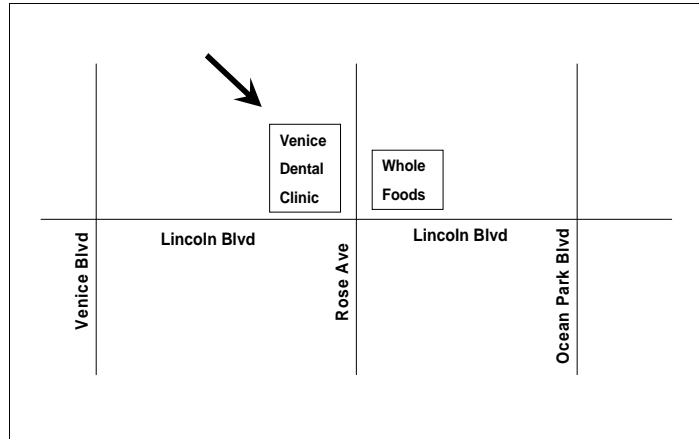 Venice
Dental
Clinic
Whole
Foods
Lincoln Blvd
Lincoln Blvd
Venice Blvd
Rose Ave
Ocean Park Blvd